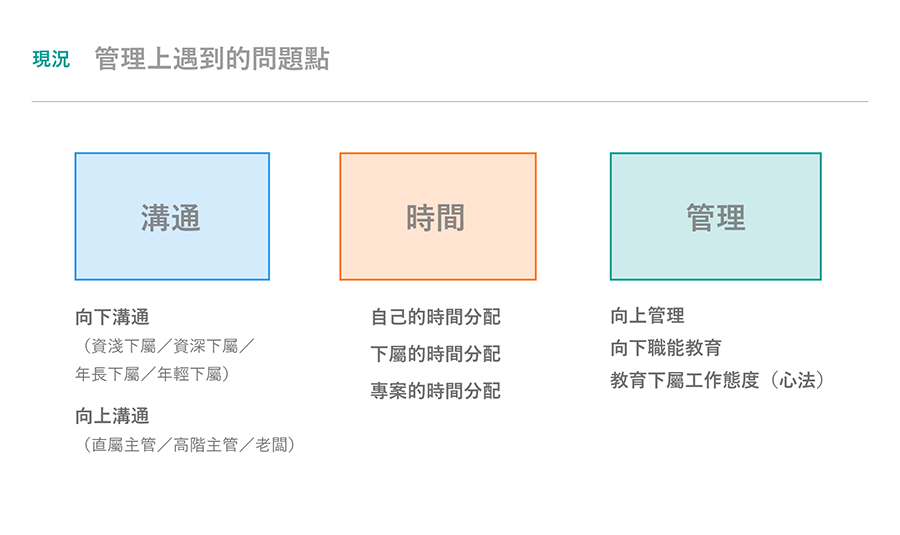 現況 管理上遇到的問題點
溝通
向下溝通
（資淺下屬／資深下屬／
年長下屬／年輕下屬）
向上溝通
（直屬主管／高階主管／老闆）
時間
自己的時間分配
下屬的時間分配
專案的時間分配
管理
向上管理
向下職能教育
教育下屬工作態度（心法）